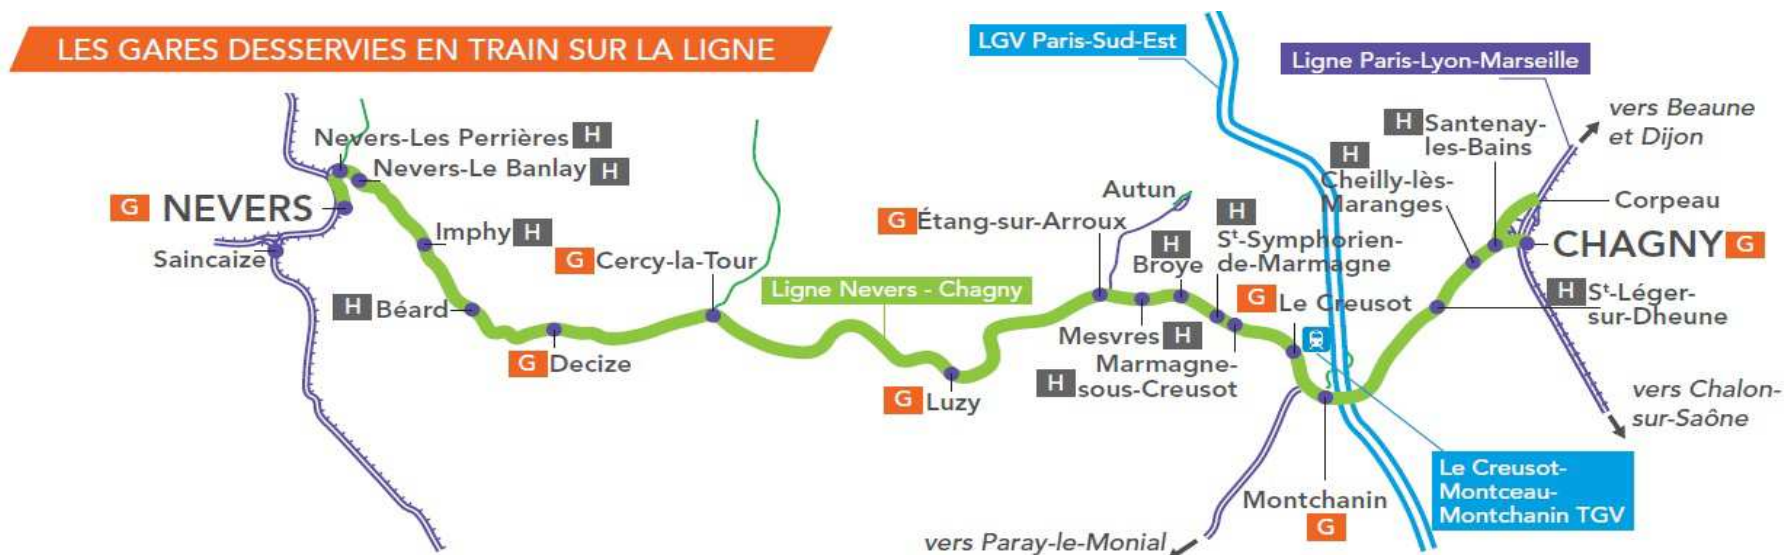 LES GARES DESSERVIES EN TRAIN SUR LA LIGNE
LGV Paris-Sud-Est
Ligne Paris-Lyon-Marseille
vers Beaune
et Dijon
Nevers-Les Perrières H
Nevers-Le Banlay H
G NEVERS
Saincaize
Imphy H
G Cercy-la-Tour
H Béard
G Decize
Ligne Nevers - Chagny
G Luzy
G Étang-sur-Arroux
Autun
Mesvres H
H
Broye
H
St-Symphorien-
de-Marmagne
Marmagne-
H sous-Creusot
G Le Creusot
H
Cheilly-lès-
Maranges
H Santenay-
les-Bains
Corpeau
CHAGNY G
H St-Léger-
sur-Dheune
vers Chalon-
sur-Saône
Le Creusot-
Montceau-
Montchanin TGV
Montchanin
G
vers Paray-le-Monial